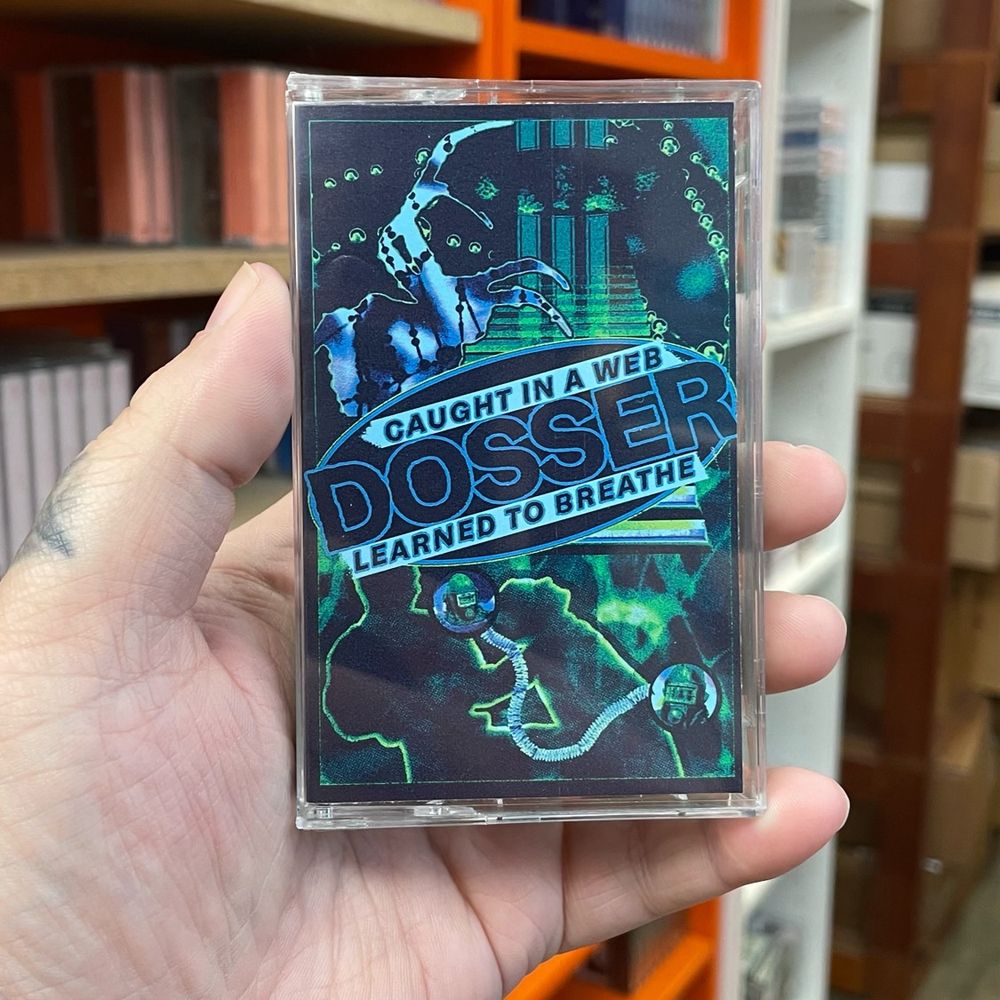 CAUGHT IN A WEB
DOSSER
LEARNED TO BREATHE